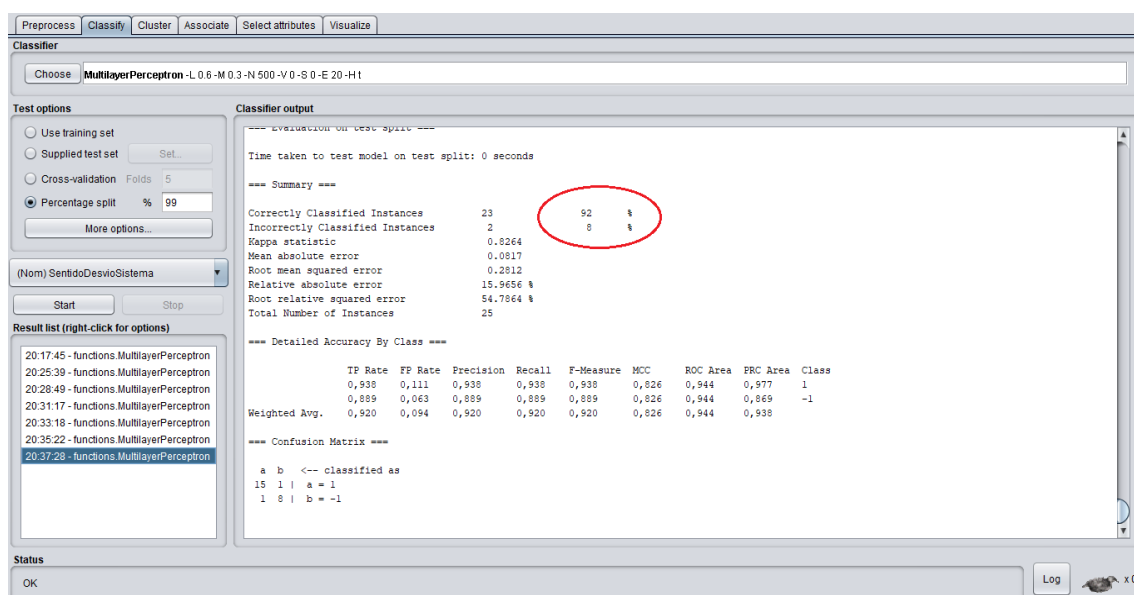 Preprocess Classify Cluster Associate Select attributes Visualize
Classifier
Choose MultilayerPerceptron -L 0.6 -M 0.3 -N 500 -V 0 -S 0 -E 20 -H t
Test options
Use training set
Supplied test set Set...
Cross-validation Folds 5
Percentage split % 99
More options...
(Nom) SentidoDesvioSistema
Start Stop
Result list (right-click for options)
20:17:45 - functions.MultilayerPerceptron
20:25:39 - functions.MultilayerPerceptron
20:28:49 - functions.MultilayerPerceptron
20:31:17 - functions.MultilayerPerceptron
20:33:18 - functions.MultilayerPerceptron
20:35:22 - functions.MultilayerPerceptron
20:37:28 - functions.MultilayerPerceptron
Classifier output
=== Evaluation on test split ===
Time taken to test model on test split: 0 seconds
=== Summary ===
Correctly Classified Instances 23 92 %
Incorrectly Classified Instances 2 8 %
Kappa statistic 0.8264
Mean absolute error 0.0817
Root mean squared error 0.2812
Relative absolute error 15.9656 %
Root relative squared error 54.7864 %
Total Number of Instances 25
=== Detailed Accuracy By Class ===
TP Rate FP Rate Precision Recall F-Measure MCC ROC Area PRC Area Class
0,938 0,111 0,938 0,938 0,938 0,826 0,944 0,977 1
0,889 0,063 0,889 0,889 0,889 0,826 0,944 0,869 -1
Weighted Avg. 0,920 0,094 0,920 0,920 0,920 0,826 0,944 0,938
=== Confusion Matrix ===
a b <-- classified as
15 1 | a = 1
1 8 | b = -1
Status
OK
Log
x 0